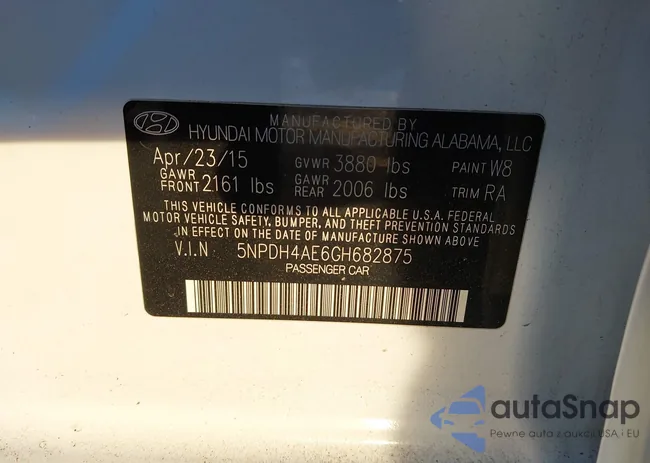 MANUFACTURED BY
HYUNDAI MOTOR MANUFACTURING ALABAMA, LLC
Apr/23/15 GVWR 3880 lbs PAINT W8
GAWR FRONT 2161 lbs GAWR REAR 2006 lbs TRIM RA
THIS VEHICLE CONFORMS TO ALL APPLICABLE U.S.A. FEDERAL
MOTOR VEHICLE SAFETY, BUMPER, AND THEFT PREVENTION STANDARDS
IN EFFECT ON THE DATE OF MANUFACTURE SHOWN ABOVE
V.I.N 5NPDH4AE6GH682875
PASSENGER CAR
autaSnap
Pewne auta z aukcji USA i EU